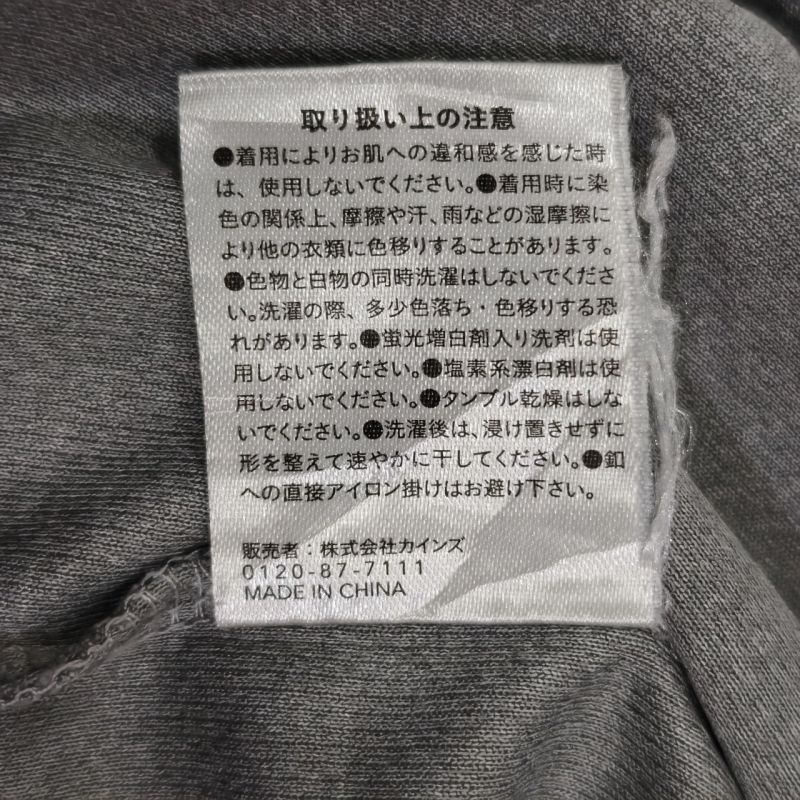 取り扱い上の注意
●着用によりお肌への違和感を感じた時
は、使用しないでください。●着用時に染
色の関係上、摩擦や汗、雨などの湿摩擦に
より他の衣類に色移りすることがあります。
●色物と白物の同時洗濯はしないでくださ
い。洗濯の際、多少色落ち・色移りする恐
れがあります。●蛍光増白剤入り洗剤は使
用しないでください。●塩素系漂白剤は使
用しないでください。●タンブル乾燥はしな
いでください。●洗濯後は、浸け置きせずに
形を整えて速やかに干してください。●釦
への直接アイロン掛けはお避け下さい。
販売者：株式会社カインズ
0120-87-7111
MADE IN CHINA